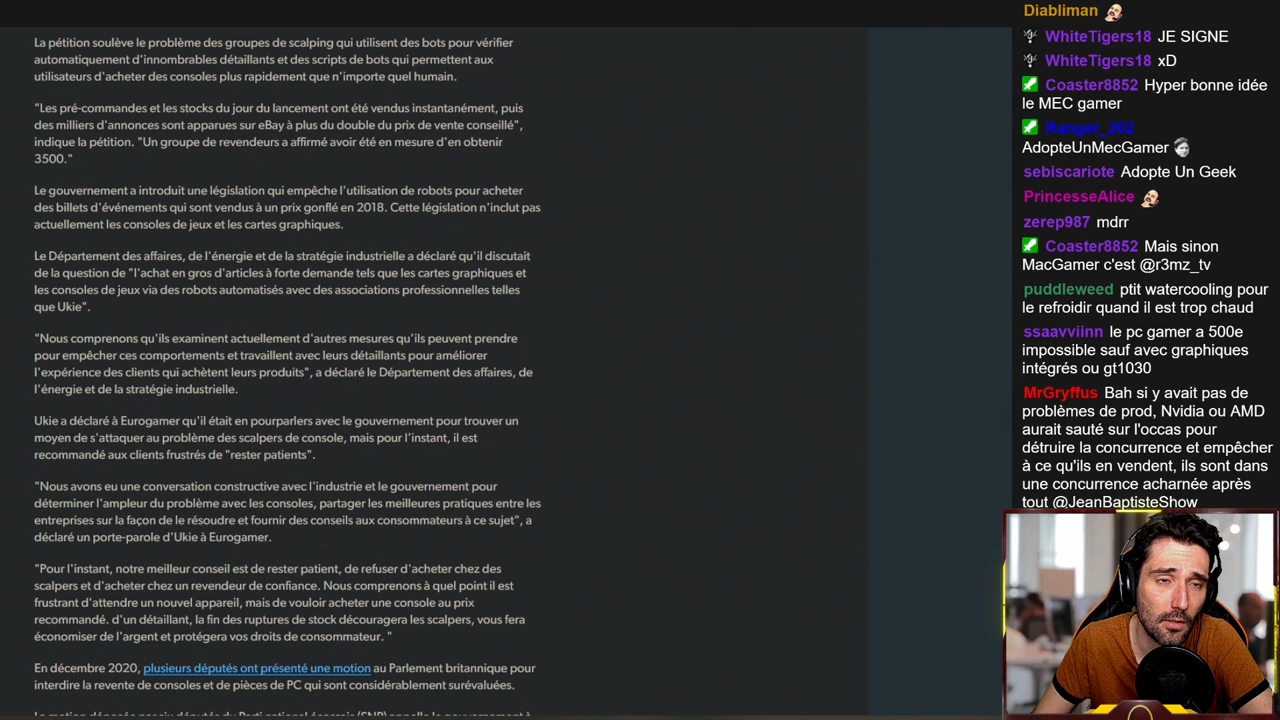 La pétition soulève le problème des groupes de scalping qui utilisent des bots pour vérifier
automatiquement d'innombrables détaillants et des scripts de bots qui permettent aux
utilisateurs d'acheter des consoles plus rapidement que n'importe quel humain.
"Les pré-commandes et les stocks du jour du lancement ont été vendus instantanément, puis
des milliers d'annonces sont apparues sur eBay à plus du double du prix de vente conseillé",
indique la pétition. "Un groupe de revendeurs a affirmé avoir été en mesure d'en obtenir
3500."
Le gouvernement a introduit une législation qui empêche l'utilisation de robots pour acheter
des billets d'événements qui sont vendus à un prix gonflé en 2018. Cette législation n'inclut pas
actuellement les consoles de jeux et les cartes graphiques.
Le Département des affaires, de l'énergie et de la stratégie industrielle a déclaré qu'il discutait
de la question de "l'achat en gros d'articles à forte demande tels que les cartes graphiques et
les consoles de jeux via des robots automatisés avec des associations professionnelles telles
que Ukie".
"Nous comprenons qu'ils examinent actuellement d'autres mesures qu'ils peuvent prendre
pour empêcher ces comportements et travaillent avec leurs détaillants pour améliorer
l'expérience des clients qui achètent leurs produits", a déclaré le Département des affaires, de
l'énergie et de la stratégie industrielle.
Ukie a déclaré à Eurogamer qu'il était en pourparlers avec le gouvernement pour trouver un
moyen de s'attaquer au problème des scalpers de console, mais pour l'instant, il est
recommandé aux clients frustrés de "rester patients".
"Nous avons eu une conversation constructive avec l'industrie et le gouvernement pour
déterminer l'ampleur du problème avec les consoles, partager les meilleures pratiques entre les
entreprises sur la façon de le résoudre et fournir des conseils aux consommateurs à ce sujet", a
déclaré un porte-parole d'Ukie à Eurogamer.
"Pour l'instant, notre meilleur conseil est de rester patient, de refuser d'acheter chez des
scalpers et d'acheter chez un revendeur de confiance. Nous comprenons à quel point il est
frustrant d'attendre un nouvel appareil, mais de vouloir acheter une console au prix
recommandé. d'un détaillant, la fin des ruptures de stock découragera les scalpers, vous fera
économiser de l'argent et protégera vos droits de consommateur. "
En décembre 2020, plusieurs députés ont présenté une motion au Parlement britannique pour
interdire la revente de consoles et de pièces de PC qui sont considérablement surévaluées.
La motion déposée par six députés du Parti national écossais (SNP) appelle le gouvernement à
Diabliman
WhiteTigers18 JE SIGNE
WhiteTigers18 xD
Coaster8852 Hyper bonne idée
le MEC gamer
Ranger_202
AdopteUnMecGamer
sebiscariote Adopte Un Geek
PrincesseAlice
zerep987 mdrr
Coaster8852 Mais sinon
MacGamer c'est @r3mz_tv
puddleweed ptit watercooling pour
le refroidir quand il est trop chaud
ssaavviinn le pc gamer a 500e
impossible sauf avec graphiques
intégrés ou gt1030
MrGryffus Bah si y avait pas de
problèmes de prod, Nvidia ou AMD
aurait sauté sur l'occas pour
détruire la concurrence et empêcher
à ce qu'ils en vendent, ils sont dans
une concurrence acharnée après
tout @JeanBaptisteShow